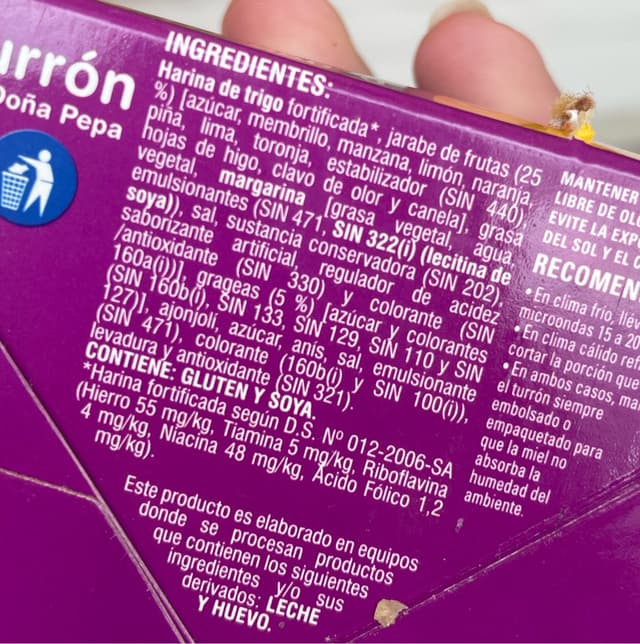 urrón
Doña Pepa
INGREDIENTES:
Harina de trigo fortificada*, jarabe de frutas (25
%) [azúcar, membrillo, manzana, limón, naranja,
piña, lima, toronja, estabilizador (SIN 440),
hojas de higo, clavo de olor y canela], grasa
vegetal, margarina [grasa vegetal, agua,
emulsionantes (SIN 471, SIN 322(i) (lecitina de
soya)), sal, sustancia conservadora (SIN 202),
saborizante artificial, regulador de acidez
/antioxidante (SIN 330) y colorante (SIN
160a(i))], grageas (5 %) [azúcar y colorantes
(SIN 160b(i), SIN 133, SIN 129, SIN 110 y SIN
127)], ajonjolí, azúcar, anís, sal, emulsionante
(SIN 471), colorante (160b(i) y SIN 100(i)),
levadura y antioxidante (SIN 321).
CONTIENE: GLUTEN Y SOYA.
*Harina fortificada según D.S. Nº 012-2006-SA
(Hierro 55 mg/kg, Tiamina 5 mg/kg, Riboflavina
4 mg/kg, Niacina 48 mg/kg, Ácido Fólico 1,2
mg/kg).
Este producto es elaborado en equipos
donde se procesan productos
que contienen los siguientes
ingredientes y/o sus
derivados: LECHE
Y HUEVO.
MANTENER
LIBRE DE OL
EVITE LA EXP
DEL SOL Y EL C
RECOMEN
• En clima frío, lle
microondas 15 a 20
• En clima cálido re
cortar la porción que
• En ambos casos, ma
el turrón siempre
embolsado o
empaquetado para
que la miel no
absorba la
humedad del
ambiente.